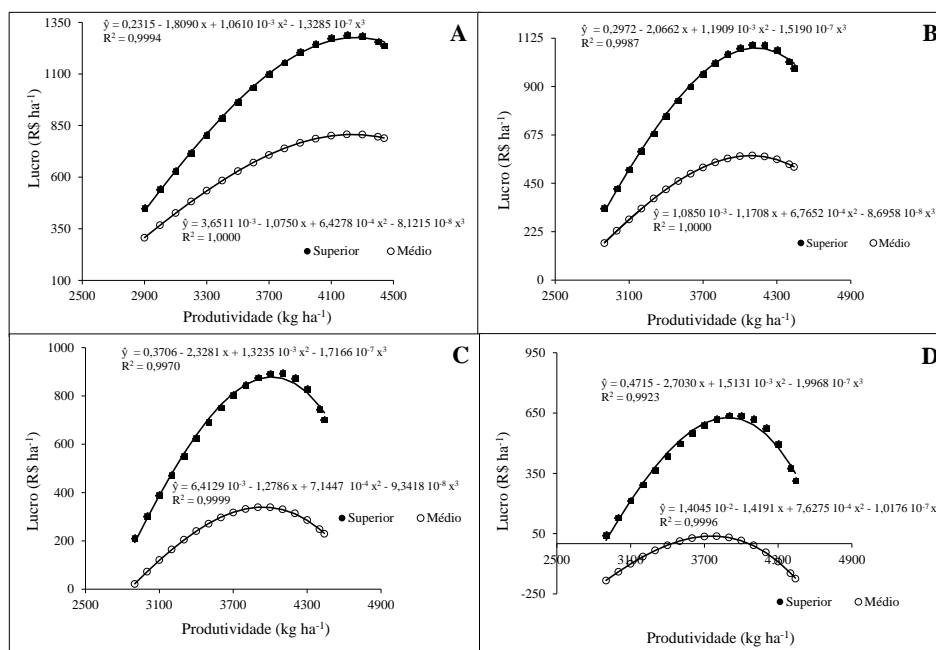 A
ŷ = 0,2315 - 1,8090 x + 1,0610 10⁻³ x² - 1,3285 10⁻⁷ x³
R² = 0,9994
Lucro (R$ ha⁻¹)
1350
1100
850
600
350
100
ŷ = 3,6511 10⁻³ - 1,0750 x + 6,4278 10⁻⁴ x² - 8,1215 10⁻⁸ x³
R² = 1,0000
Superior Médio
2500 2900 3300 3700 4100 4500
Produtividade (kg ha⁻¹)
B
ŷ = 0,2972 - 2,0662 x + 1,1909 10⁻³ x² - 1,5190 10⁻⁷ x³
R² = 0,9987
Lucro (R$ ha⁻¹)
1125
900
675
450
225
0
ŷ = 1,0850 10⁻³ - 1,1708 x + 6,7652 10⁻⁴ x² - 8,6958 10⁻⁸ x³
R² = 1,0000
Superior Médio
2500 3100 3700 4300 4900
Produtividade (kg ha⁻¹)
C
ŷ = 0,3706 - 2,3281 x + 1,3235 10⁻³ x² - 1,7166 10⁻⁷ x³
R² = 0,9970
Lucro (R$ ha⁻¹)
1000
800
600
400
200
0
ŷ = 6,4129 10⁻³ - 1,2786 x + 7,1447 10⁻⁴ x² - 9,3418 10⁻⁸ x³
R² = 0,9999
Superior Médio
2500 3100 3700 4300 4900
Produtividade (kg ha⁻¹)
D
ŷ = 0,4715 - 2,7030 x + 1,5131 10⁻³ x² - 1,9968 10⁻⁷ x³
R² = 0,9923
Lucro (R$ ha⁻¹)
950
650
350
50
-250
ŷ = 1,4045 10⁻² - 1,4191 x + 7,6275 10⁻⁴ x² - 1,0176 10⁻⁷ x³
R² = 0,9996
2500 3100 3700 4300 4900
Superior Médio
Produtividade (kg ha⁻¹)